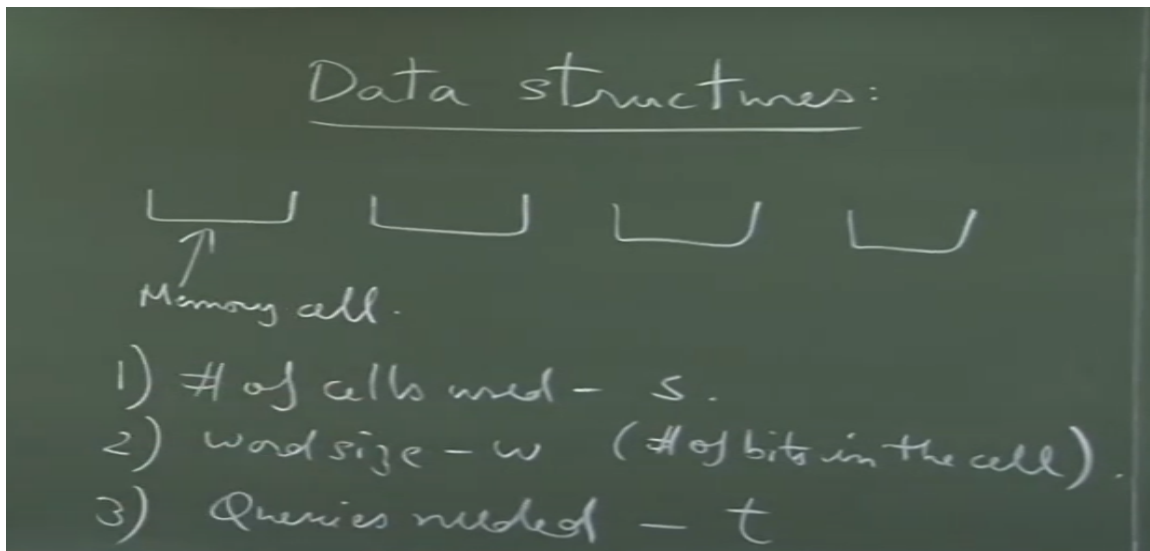 Data structures:
Memory cell.
1) # of cells used - s.
2) word size - w (# of bits in the cell).
3) Queries needed - t